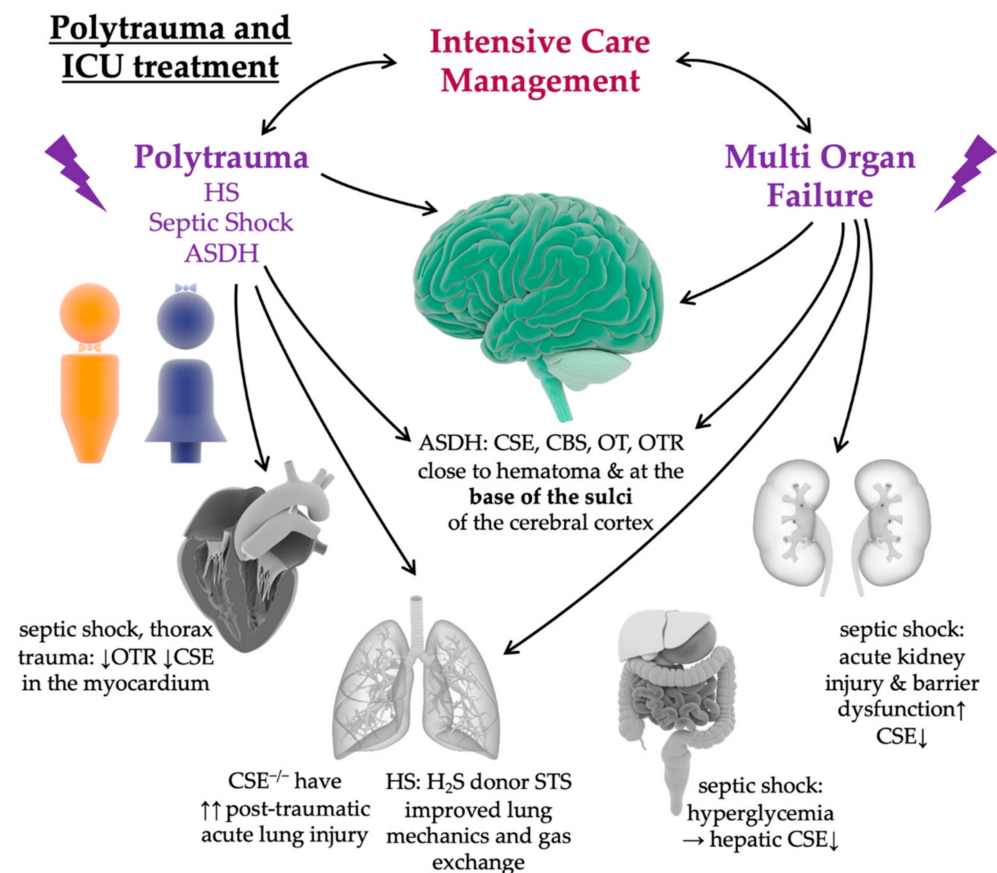 Polytrauma and
ICU treatment
Intensive Care
Management
Polytrauma
HS
Septic Shock
ASDH
Multi Organ
Failure
ASDH: CSE, CBS, OT, OTR
close to hematoma & at the
base of the sulci
of the cerebral cortex
septic shock, thorax
trauma: ↓OTR ↓CSE
in the myocardium
CSE⁻/⁻ have
↑↑ post-traumatic
acute lung injury
HS: H₂S donor STS
improved lung
mechanics and gas
exchange
septic shock:
hyperglycemia
→ hepatic CSE↓
septic shock:
acute kidney
injury & barrier
dysfunction↑
CSE↓